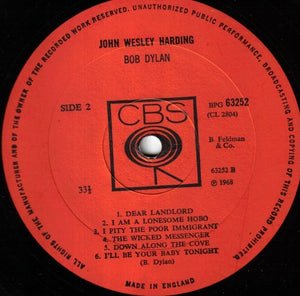 ALL RIGHTS OF THE MANUFACTURER AND OF THE OWNER OF THE RECORDED WORK RESERVED. UNAUTHORISED PUBLIC PERFORMANCE, BROADCASTING AND COPYING OF THIS RECORD PROHIBITED.
JOHN WESLEY HARDING
BOB DYLAN
SIDE 2
CBS
BPG 63252
(CL 2804)
B. Feldman
& Co.
33⅓
63252 B
℗ 1968
1. DEAR LANDLORD
2. I AM A LONESOME HOBO
3. I PITY THE POOR IMMIGRANT
4. THE WICKED MESSENGER
5. DOWN ALONG THE COVE
6. I'LL BE YOUR BABY TONIGHT
(B. Dylan)
MADE IN ENGLAND